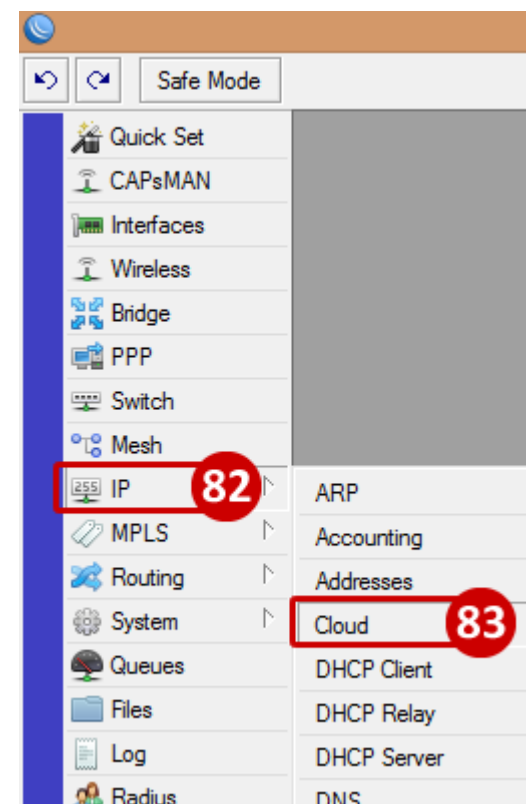 Safe Mode
Quick Set
CAPsMAN
Interfaces
Wireless
Bridge
PPP
Switch
Mesh
255 IP 82
MPLS
Routing
System
Queues
Files
Log
Radius
ARP
Accounting
Addresses
Cloud 83
DHCP Client
DHCP Relay
DHCP Server
DNS